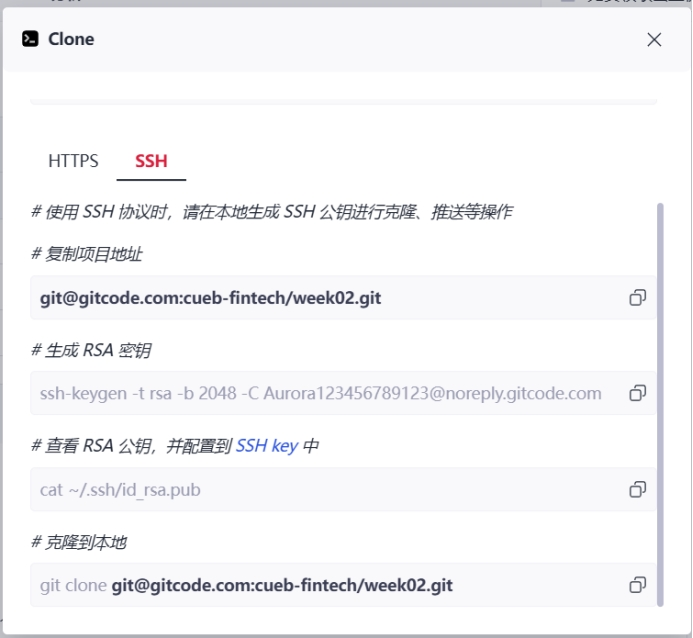 Clone
HTTPS
SSH
# 使用 SSH 协议时，请在本地生成 SSH 公钥进行克隆、推送等操作
# 复制项目地址
git@gitcode.com:cueb-fintech/week02.git
# 生成 RSA 密钥
ssh-keygen -t rsa -b 2048 -C Aurora123456789123@noreply.gitcode.com
# 查看 RSA 公钥，并配置到 SSH key 中
cat ~/.ssh/id_rsa.pub
# 克隆到本地
git clone git@gitcode.com:cueb-fintech/week02.git